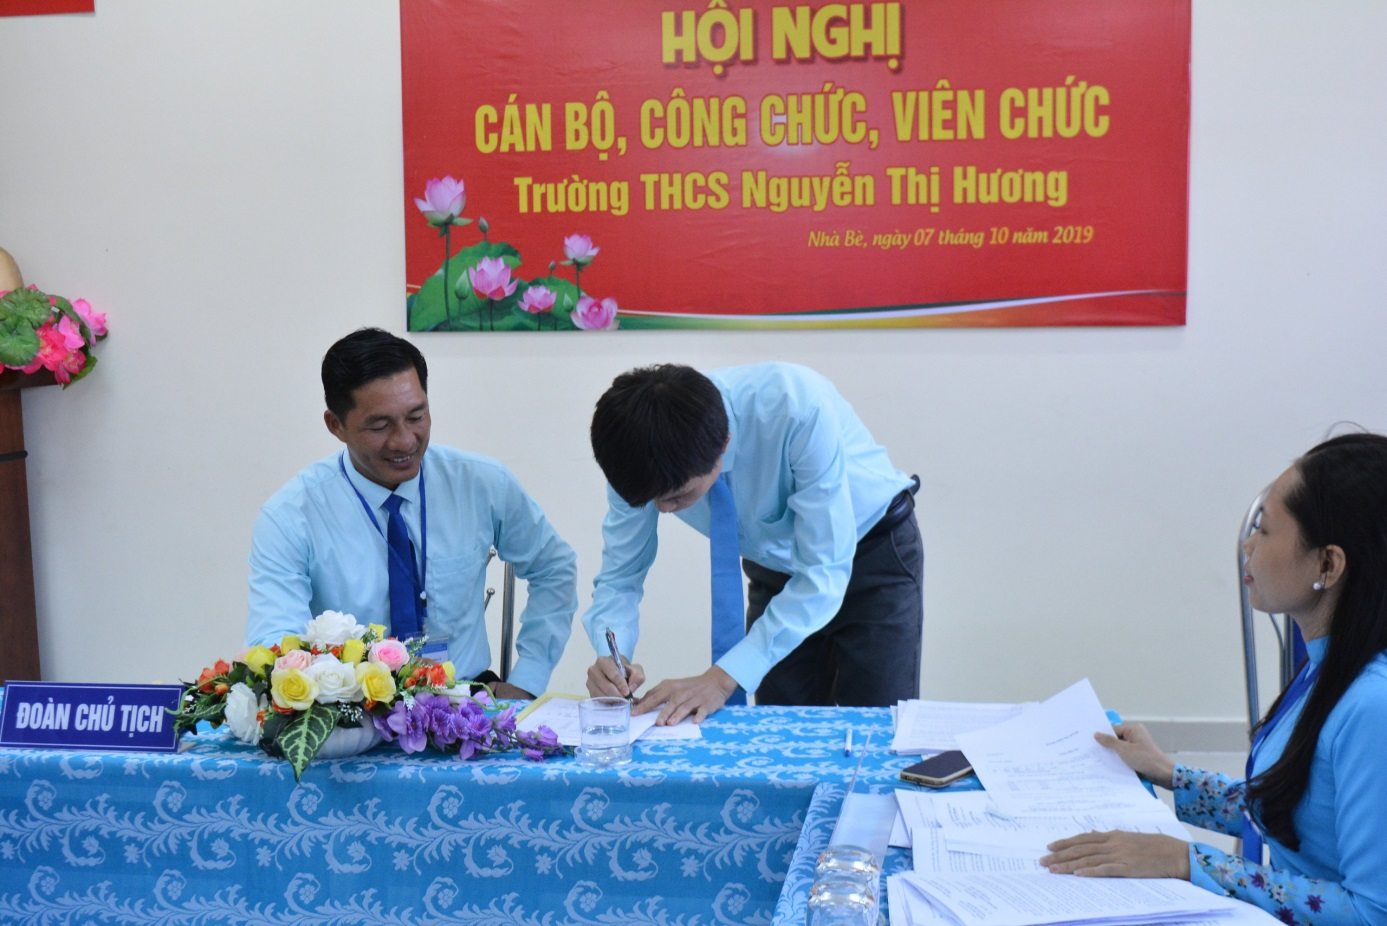 HỘI NGHỊ
CÁN BỘ, CÔNG CHỨC, VIÊN CHỨC
Trường THCS Nguyễn Thị Hương
Nhà Bè, ngày 07 tháng 10 năm 2019
ĐOÀN CHỦ TỊCH